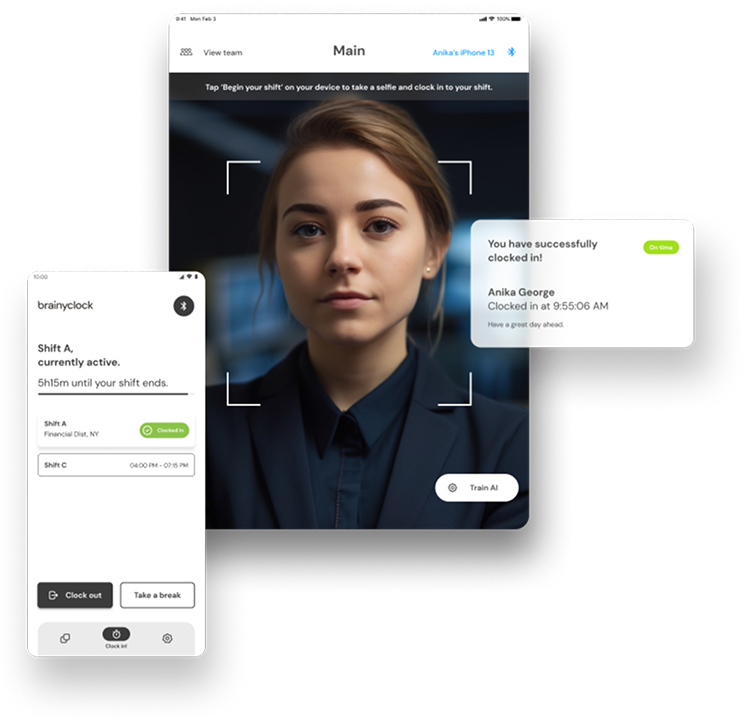 9:41 Mon Feb 3
100%
View team
Main
Anika's iPhone 13
Tap 'Begin your shift' on your device to take a selfie and clock in to your shift.
You have successfully
clocked in!
On time
Anika George
Clocked in at 9:55:06 AM
Have a great day ahead.
Train AI
10:00
brainyclock
Shift A,
currently active.
5h15m until your shift ends.
Shift A
Financial Dist, NY
Clocked in
Shift C
04:00 PM - 07:15 PM
Clock out
Take a break
Clock in!